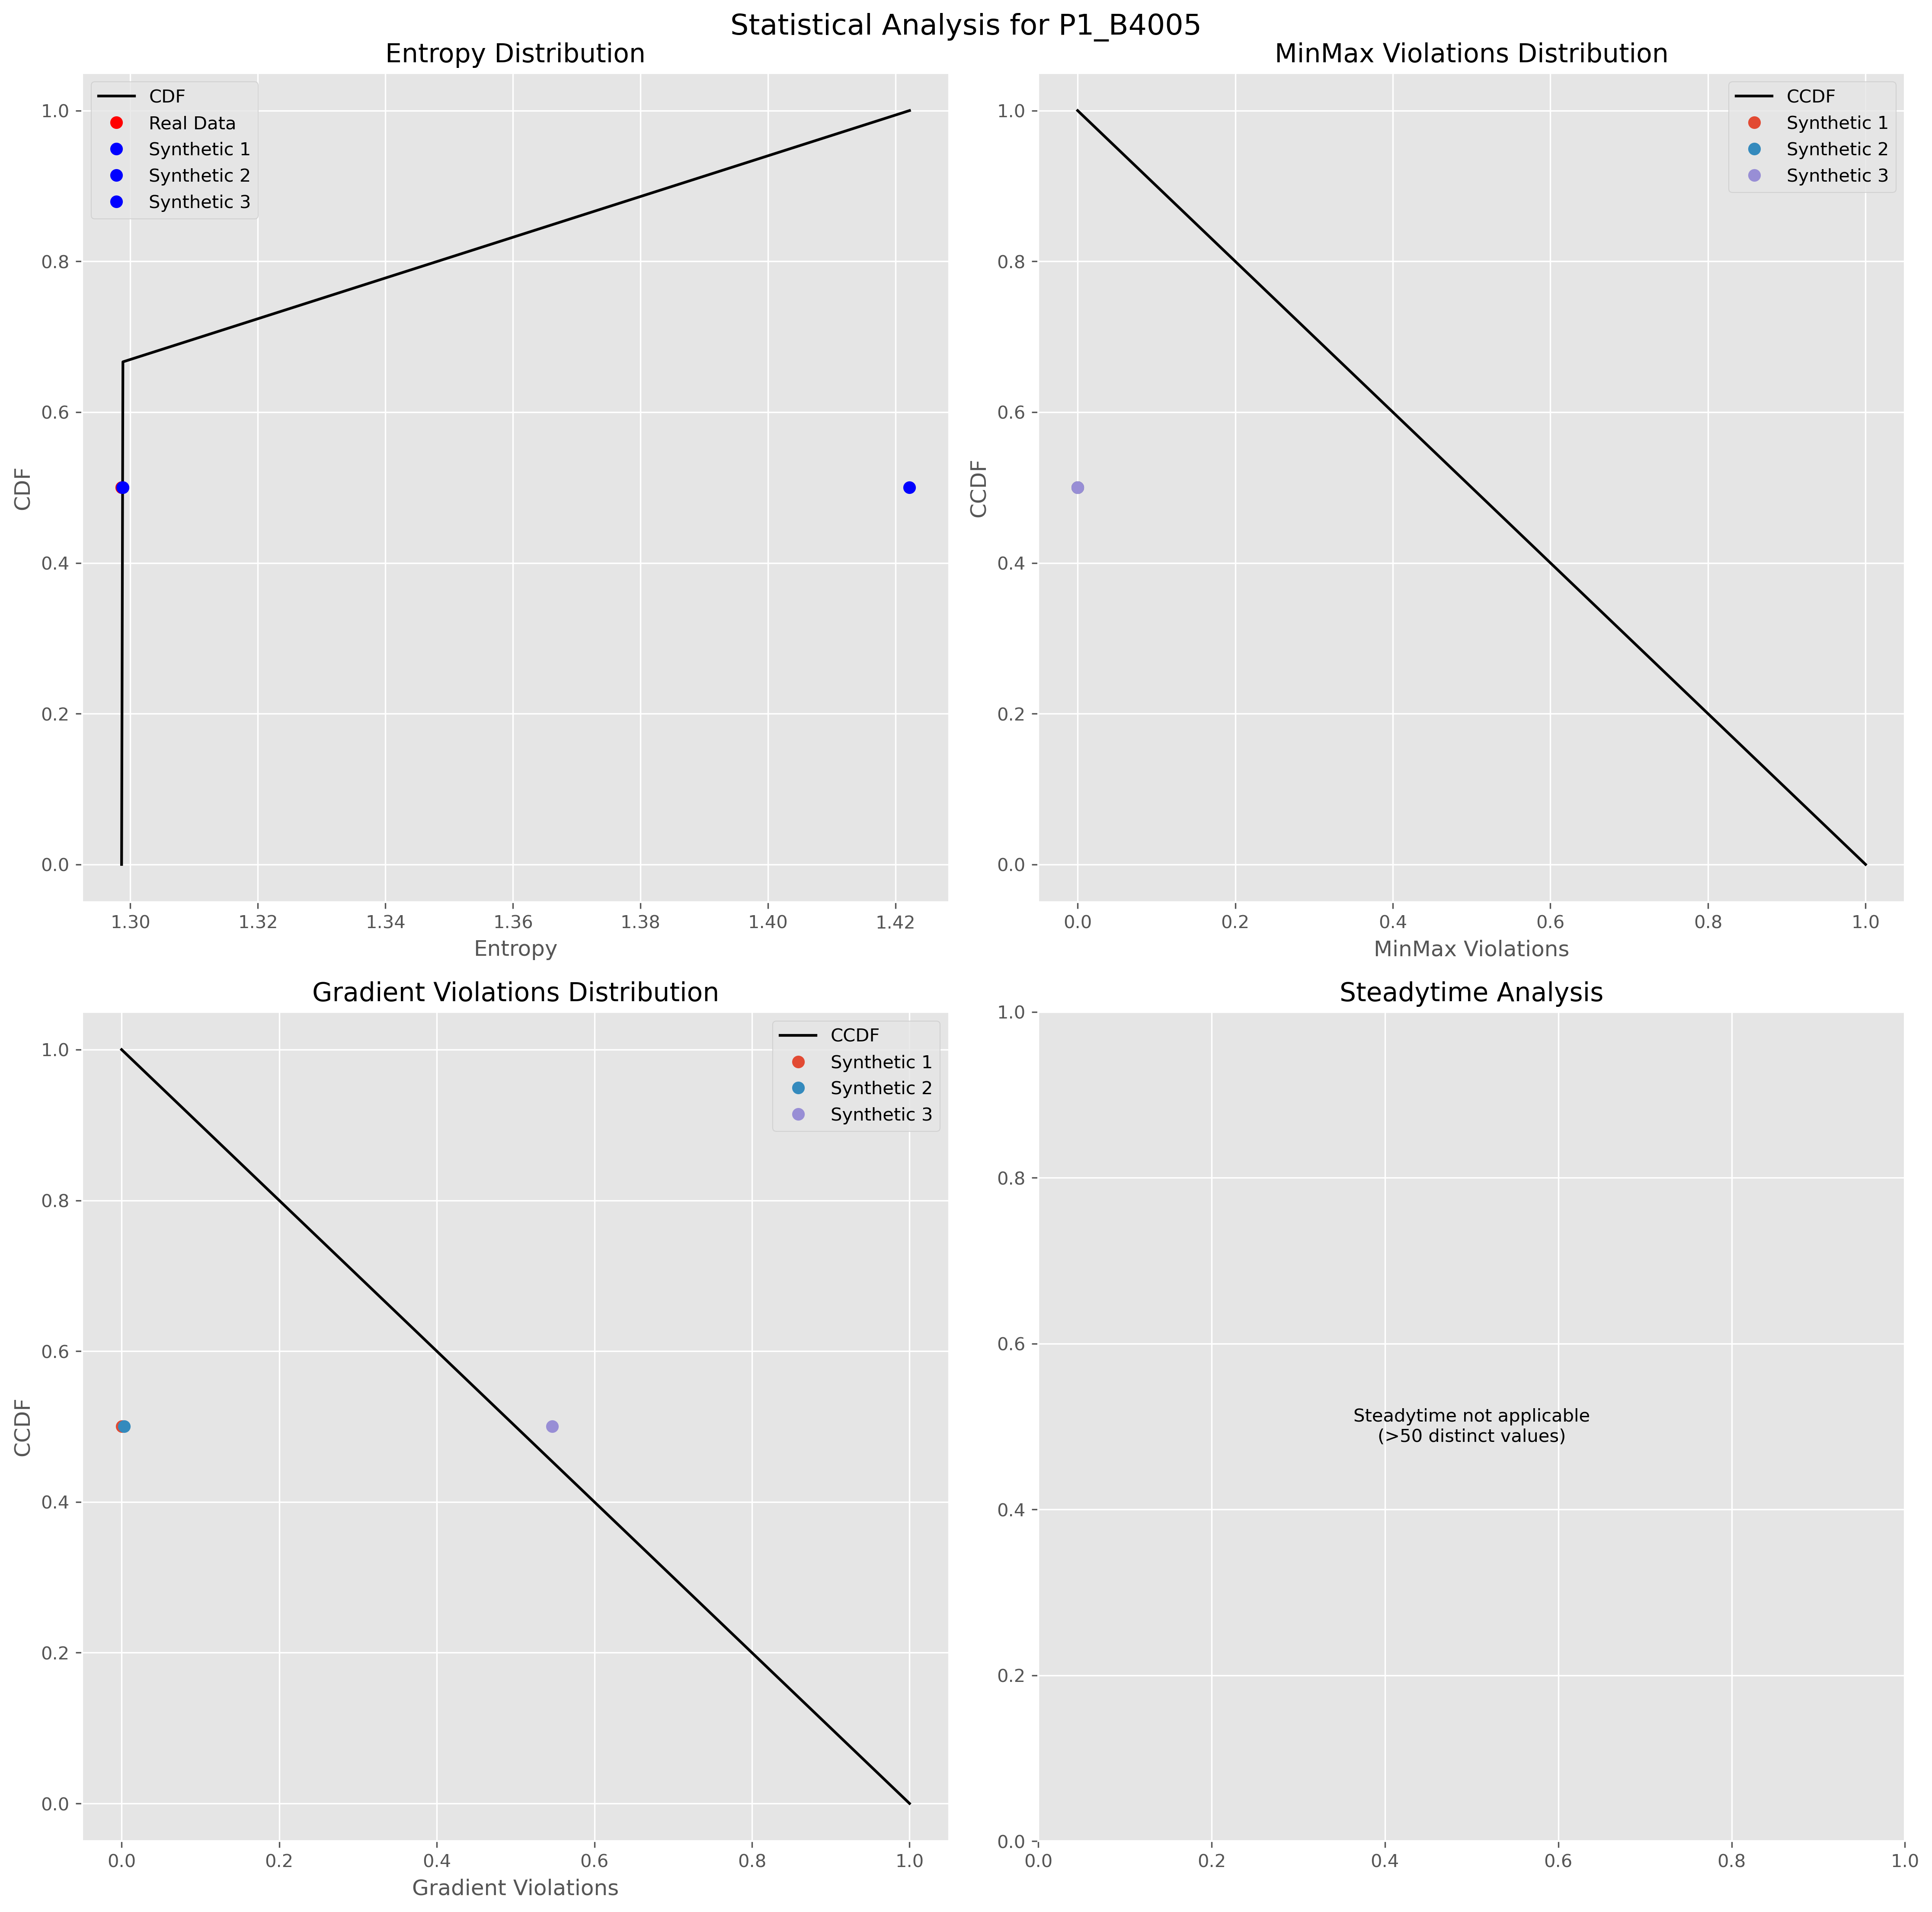 Statistical Analysis for P1_B4005
Entropy Distribution
CDF
Real Data
Synthetic 1
Synthetic 2
Synthetic 3
1.0
0.8
0.6
0.4
0.2
0.0
CDF
1.30 1.32 1.34 1.36 1.38 1.40 1.42
Entropy
MinMax Violations Distribution
CCDF
Synthetic 1
Synthetic 2
Synthetic 3
1.0
0.8
0.6
0.4
0.2
0.0
CCDF
0.0 0.2 0.4 0.6 0.8 1.0
MinMax Violations
Gradient Violations Distribution
CCDF
Synthetic 1
Synthetic 2
Synthetic 3
1.0
0.8
0.6
0.4
0.2
0.0
CCDF
0.0 0.2 0.4 0.6 0.8 1.0
Gradient Violations
Steadytime Analysis
1.0
0.8
0.6
0.4
0.2
0.0
Steadytime not applicable
(>50 distinct values)
0.0 0.2 0.4 0.6 0.8 1.0